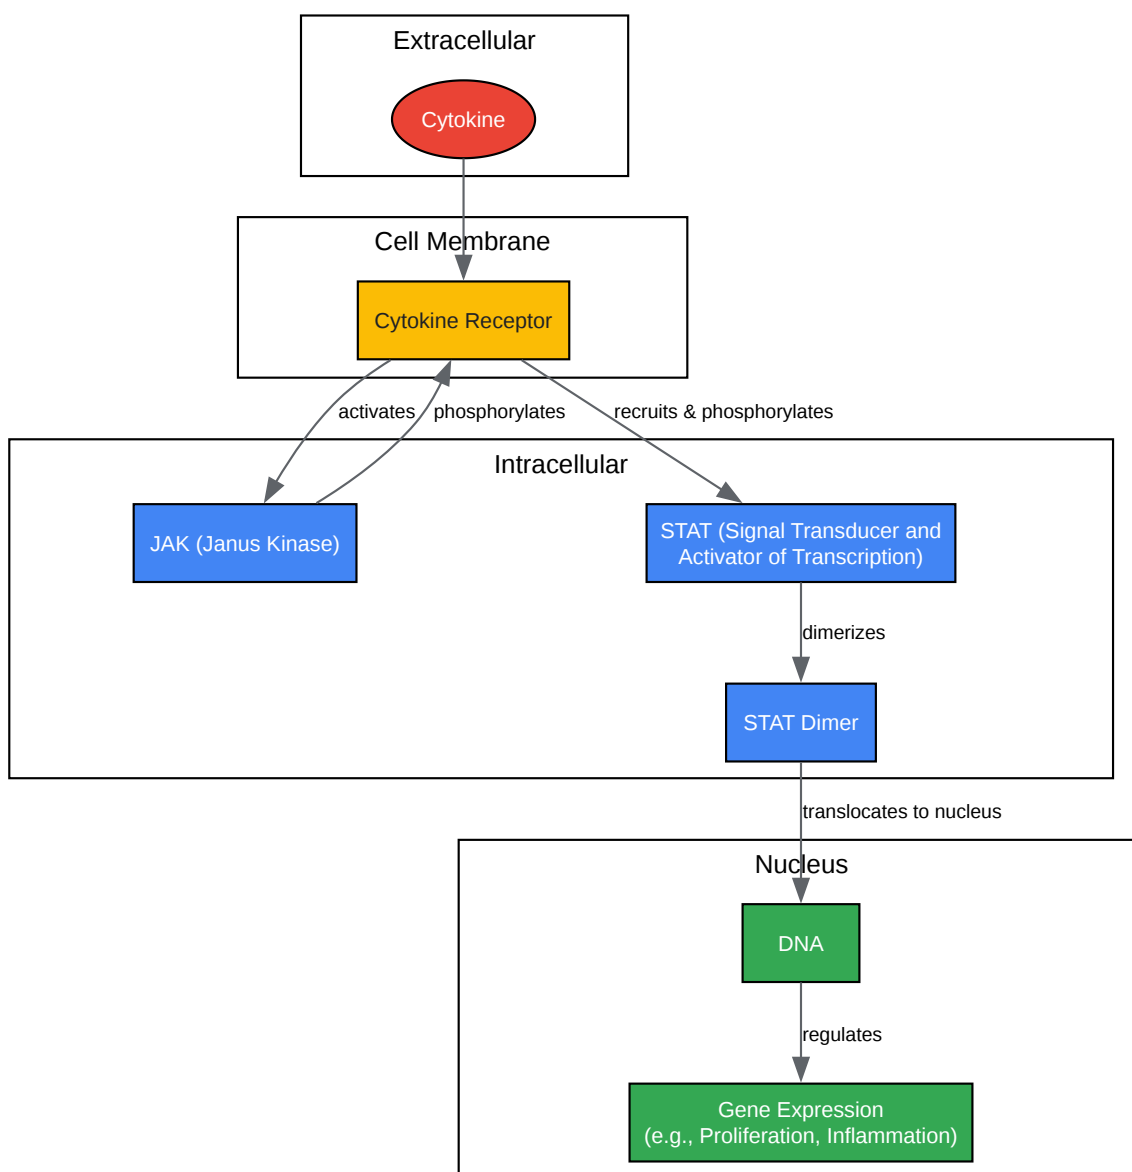 Extracellular
Cytokine
Cell Membrane
Cytokine Receptor
activates
phosphorylates
recruits & phosphorylates
Intracellular
JAK (Janus Kinase)
STAT (Signal Transducer and
Activator of Transcription)
dimerizes
STAT Dimer
translocates to nucleus
Nucleus
DNA
regulates
Gene Expression
(e.g., Proliferation, Inflammation)